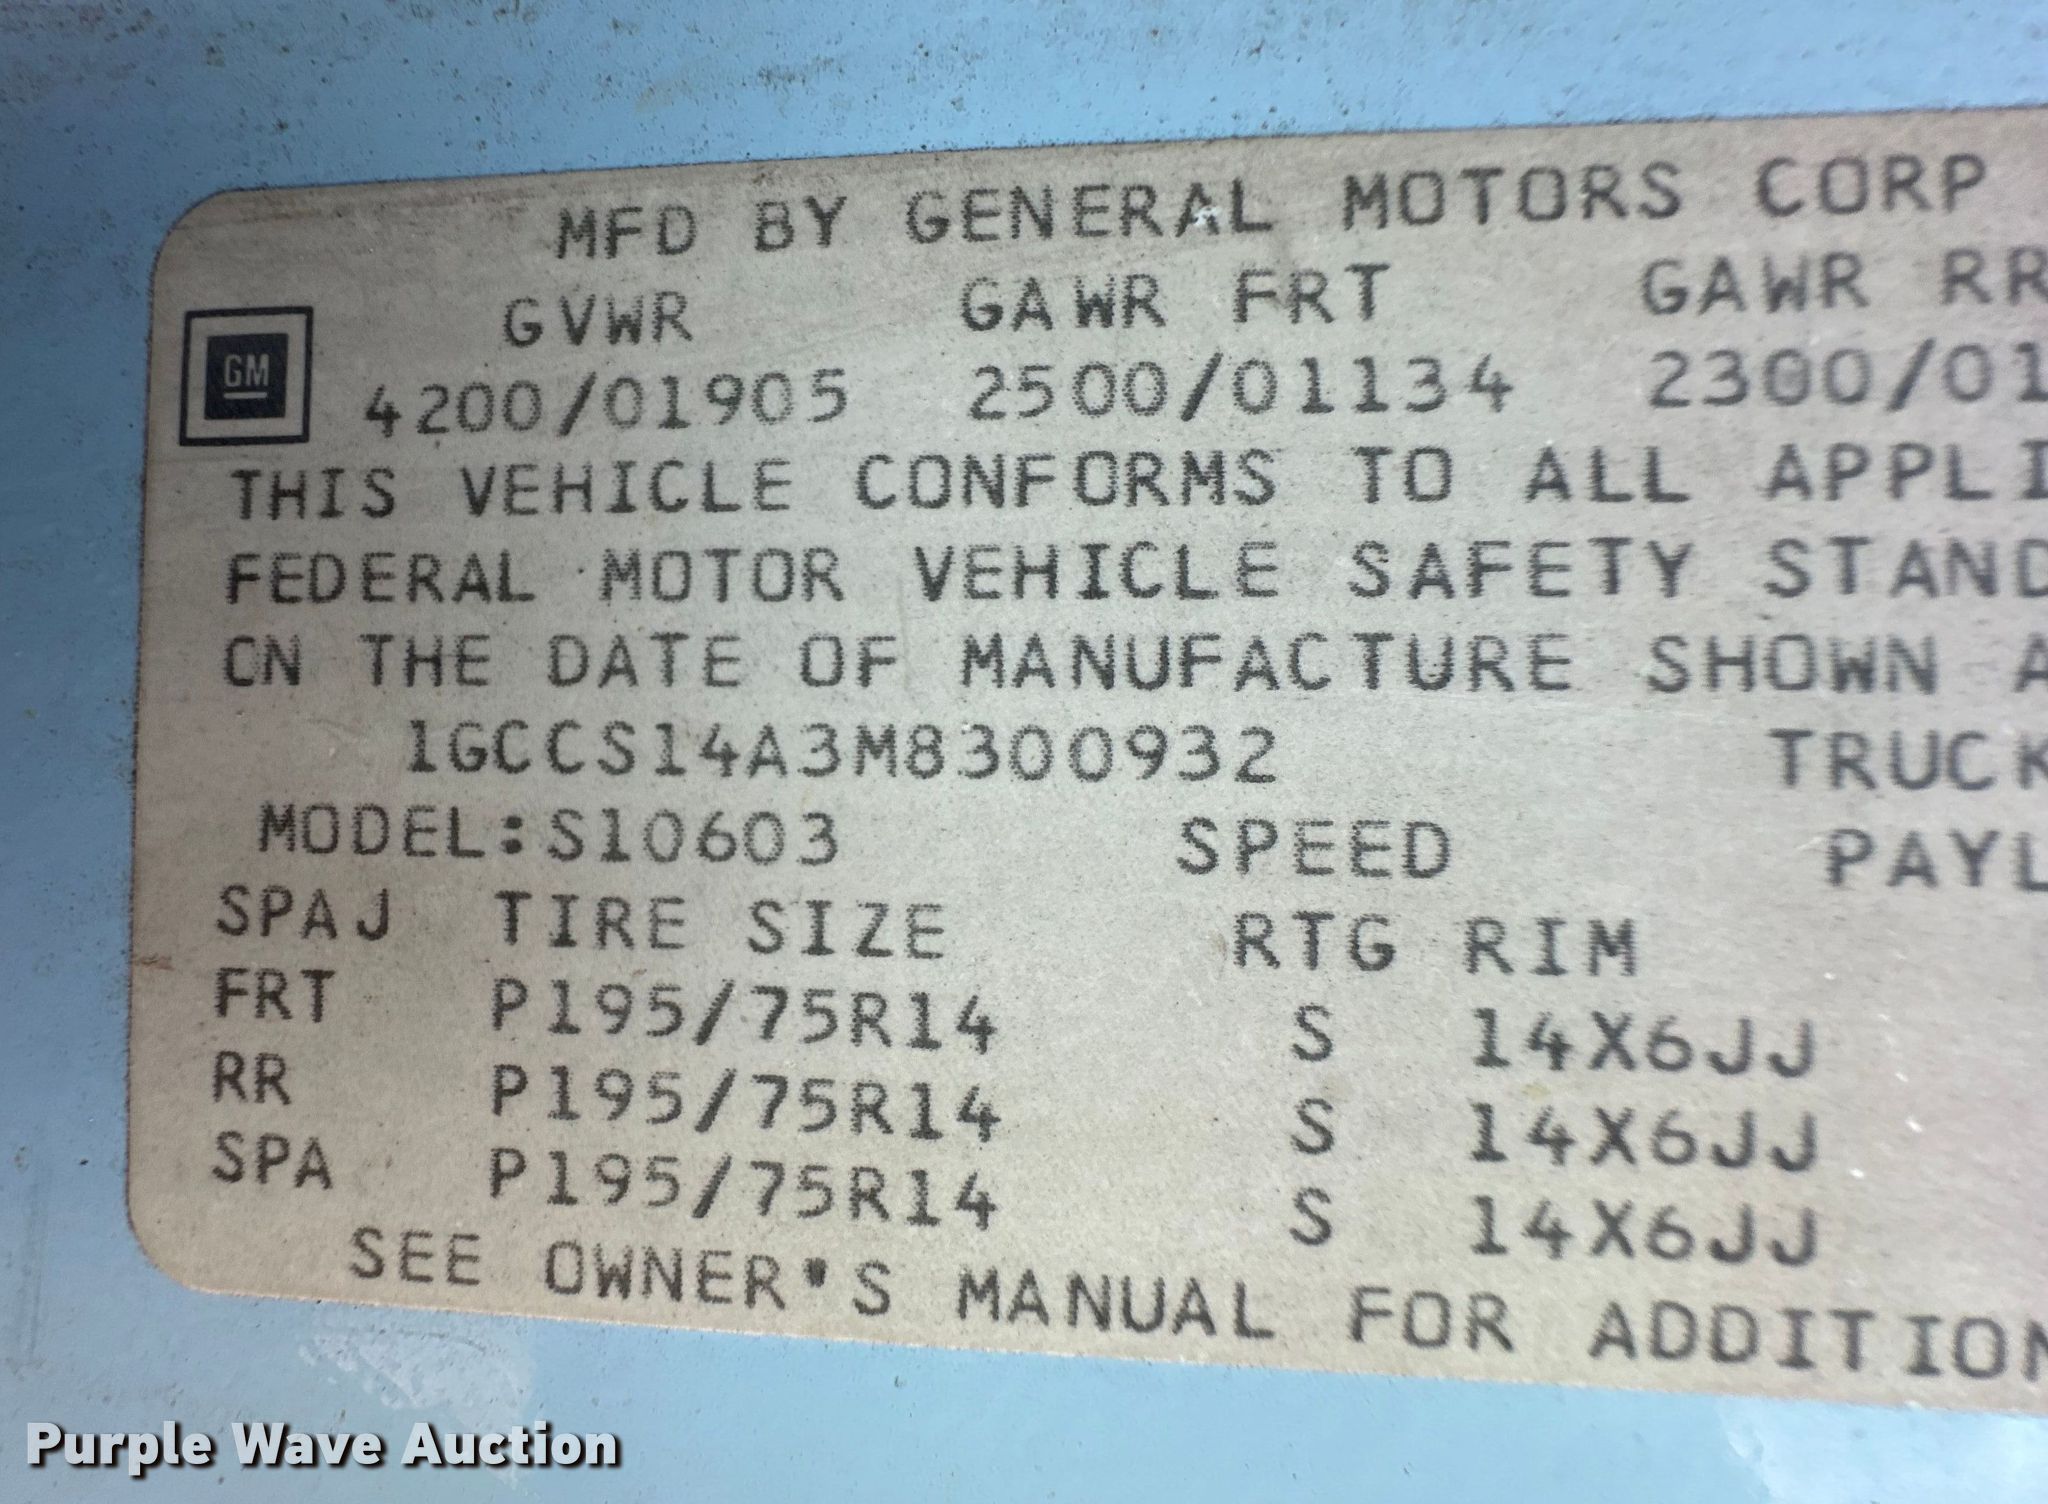 MFD BY GENERAL MOTORS CORP
GVWR GAWR FRT GAWR RR
GM
4200/01905 2500/01134 2300/01
THIS VEHICLE CONFORMS TO ALL APPLI
FEDERAL MOTOR VEHICLE SAFETY STAND
ON THE DATE OF MANUFACTURE SHOWN A
1GCCS14A3M8300932 TRUCK
MODEL:S10603 SPEED PAYL
SPAJ TIRE SIZE RTG RIM
FRT P195/75R14 S 14X6JJ
RR P195/75R14 S 14X6JJ
SPA P195/75R14 S 14X6JJ
SEE OWNER'S MANUAL FOR ADDITION
Purple Wave Auction